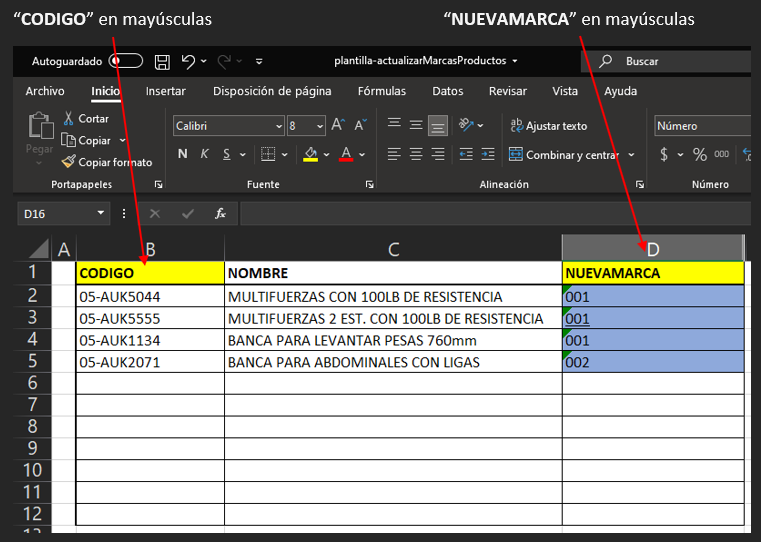 “CODIGO” en mayúsculas “NUEVAMARCA” en mayúsculas
Autoguardado plantilla-actualizarMarcasProductos Buscar
Archivo Inicio Insertar Disposición de página Fórmulas Datos Revisar Vista Ayuda
Pegar
Cortar
Copiar
Copiar formato
Portapapeles
Calibri 8 A A
N K S A
Fuente
ab Ajustar texto
Combinar y centrar
Alineación
Número
$ % 000
Número
D16 fx
A B C D
1 CODIGO NOMBRE NUEVAMARCA
2 05-AUK5044 MULTIFUERZAS CON 100LB DE RESISTENCIA 001
3 05-AUK5555 MULTIFUERZAS 2 EST. CON 100LB DE RESISTENCIA 001
4 05-AUK1134 BANCA PARA LEVANTAR PESAS 760mm 001
5 05-AUK2071 BANCA PARA ABDOMINALES CON LIGAS 002
6
7
8
9
10
11
12